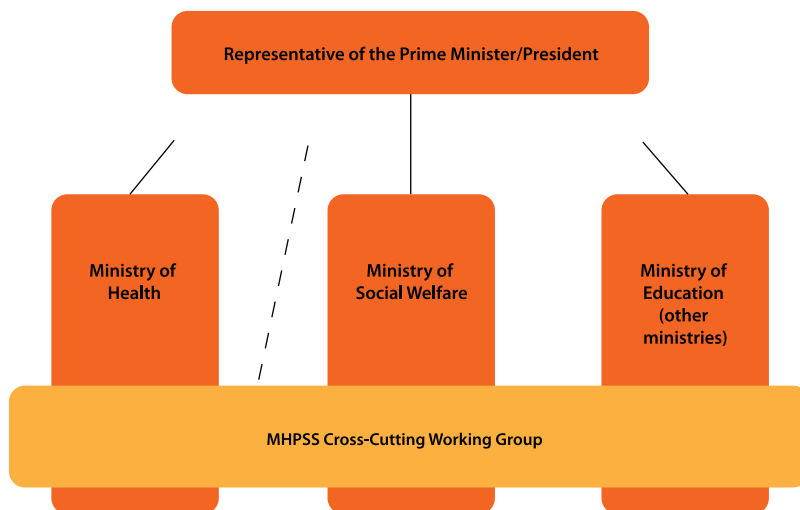 Representative of the Prime Minister/President
Ministry of
Health
Ministry of
Social Welfare
Ministry of
Education
(other
ministries)
MHPSS Cross-Cutting Working Group